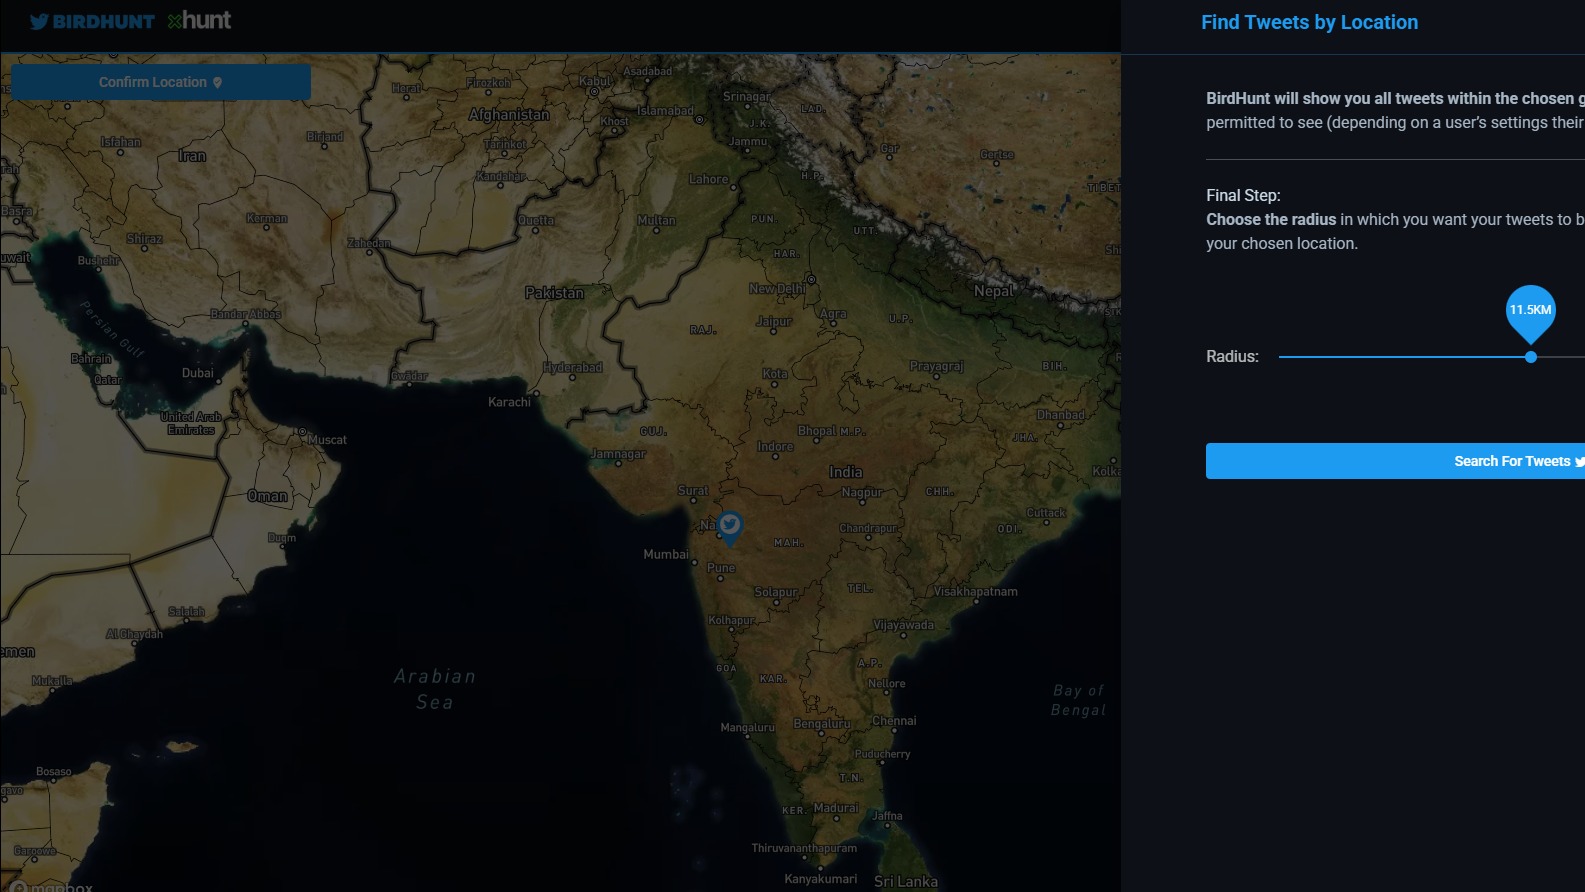 BIRDHUNT xhunt
Find Tweets by Location
Confirm Location
BirdHunt will show you all tweets within the chosen g
permitted to see (depending on a user's settings their
Final Step:
Choose the radius in which you want your tweets to b
your chosen location.
11.5KM
Radius:
Search For Tweets
Asadabad
Herat
Firozkoh
Kabul
Srinagar
LAD.
Afghanistan
Islamabad
Khost
J.K.
Isfahan
Birjand
Iran
Tarinkot
Jammu
Gar
Gertse
Kandahar
Lahore
H.P.
TIBET
Basra
Kerman
Quetta
Multan
PUN.
Shiraz
Zahedan
UTT.
Bushehr
HAR.
Pakistan
New Delhi
Nepal
Persian Gulf
Bandar Abbas
Jaipur
Agra
U.P.
RAJ.
Bahrain
Qatar
Dubai
Gwadar
Hyderabad
Kota
Prayagraj
BIH.
Karachi
United Arab
Emirates
Dhanbad
Muscat
GUJ.
Bhopal
M.P.
JHA.
Jamnagar
Indore
India
Kolka
Oman
Surat
Nagpur
CHH.
Cuttack
Na
Chandrapur
ODI.
Duqm
MAH.
Mumbai
Pune
Solapur
TEL.
Visakhapatnam
Salalah
Kolhapur
Vijayawada
Al Ghaydah
emen
GOA
A.P.
Arabian
Sea
KAR.
Nellore
Mukalla
Bay of
Bengal
Mangaluru
Bengaluru
Chennai
Puducherry
Bosaso
T.N.
KER.
Madurai
Jaffna
Garoowe
Thiruvananthapuram
Kanyakumari
Sri Lanka
mapbox